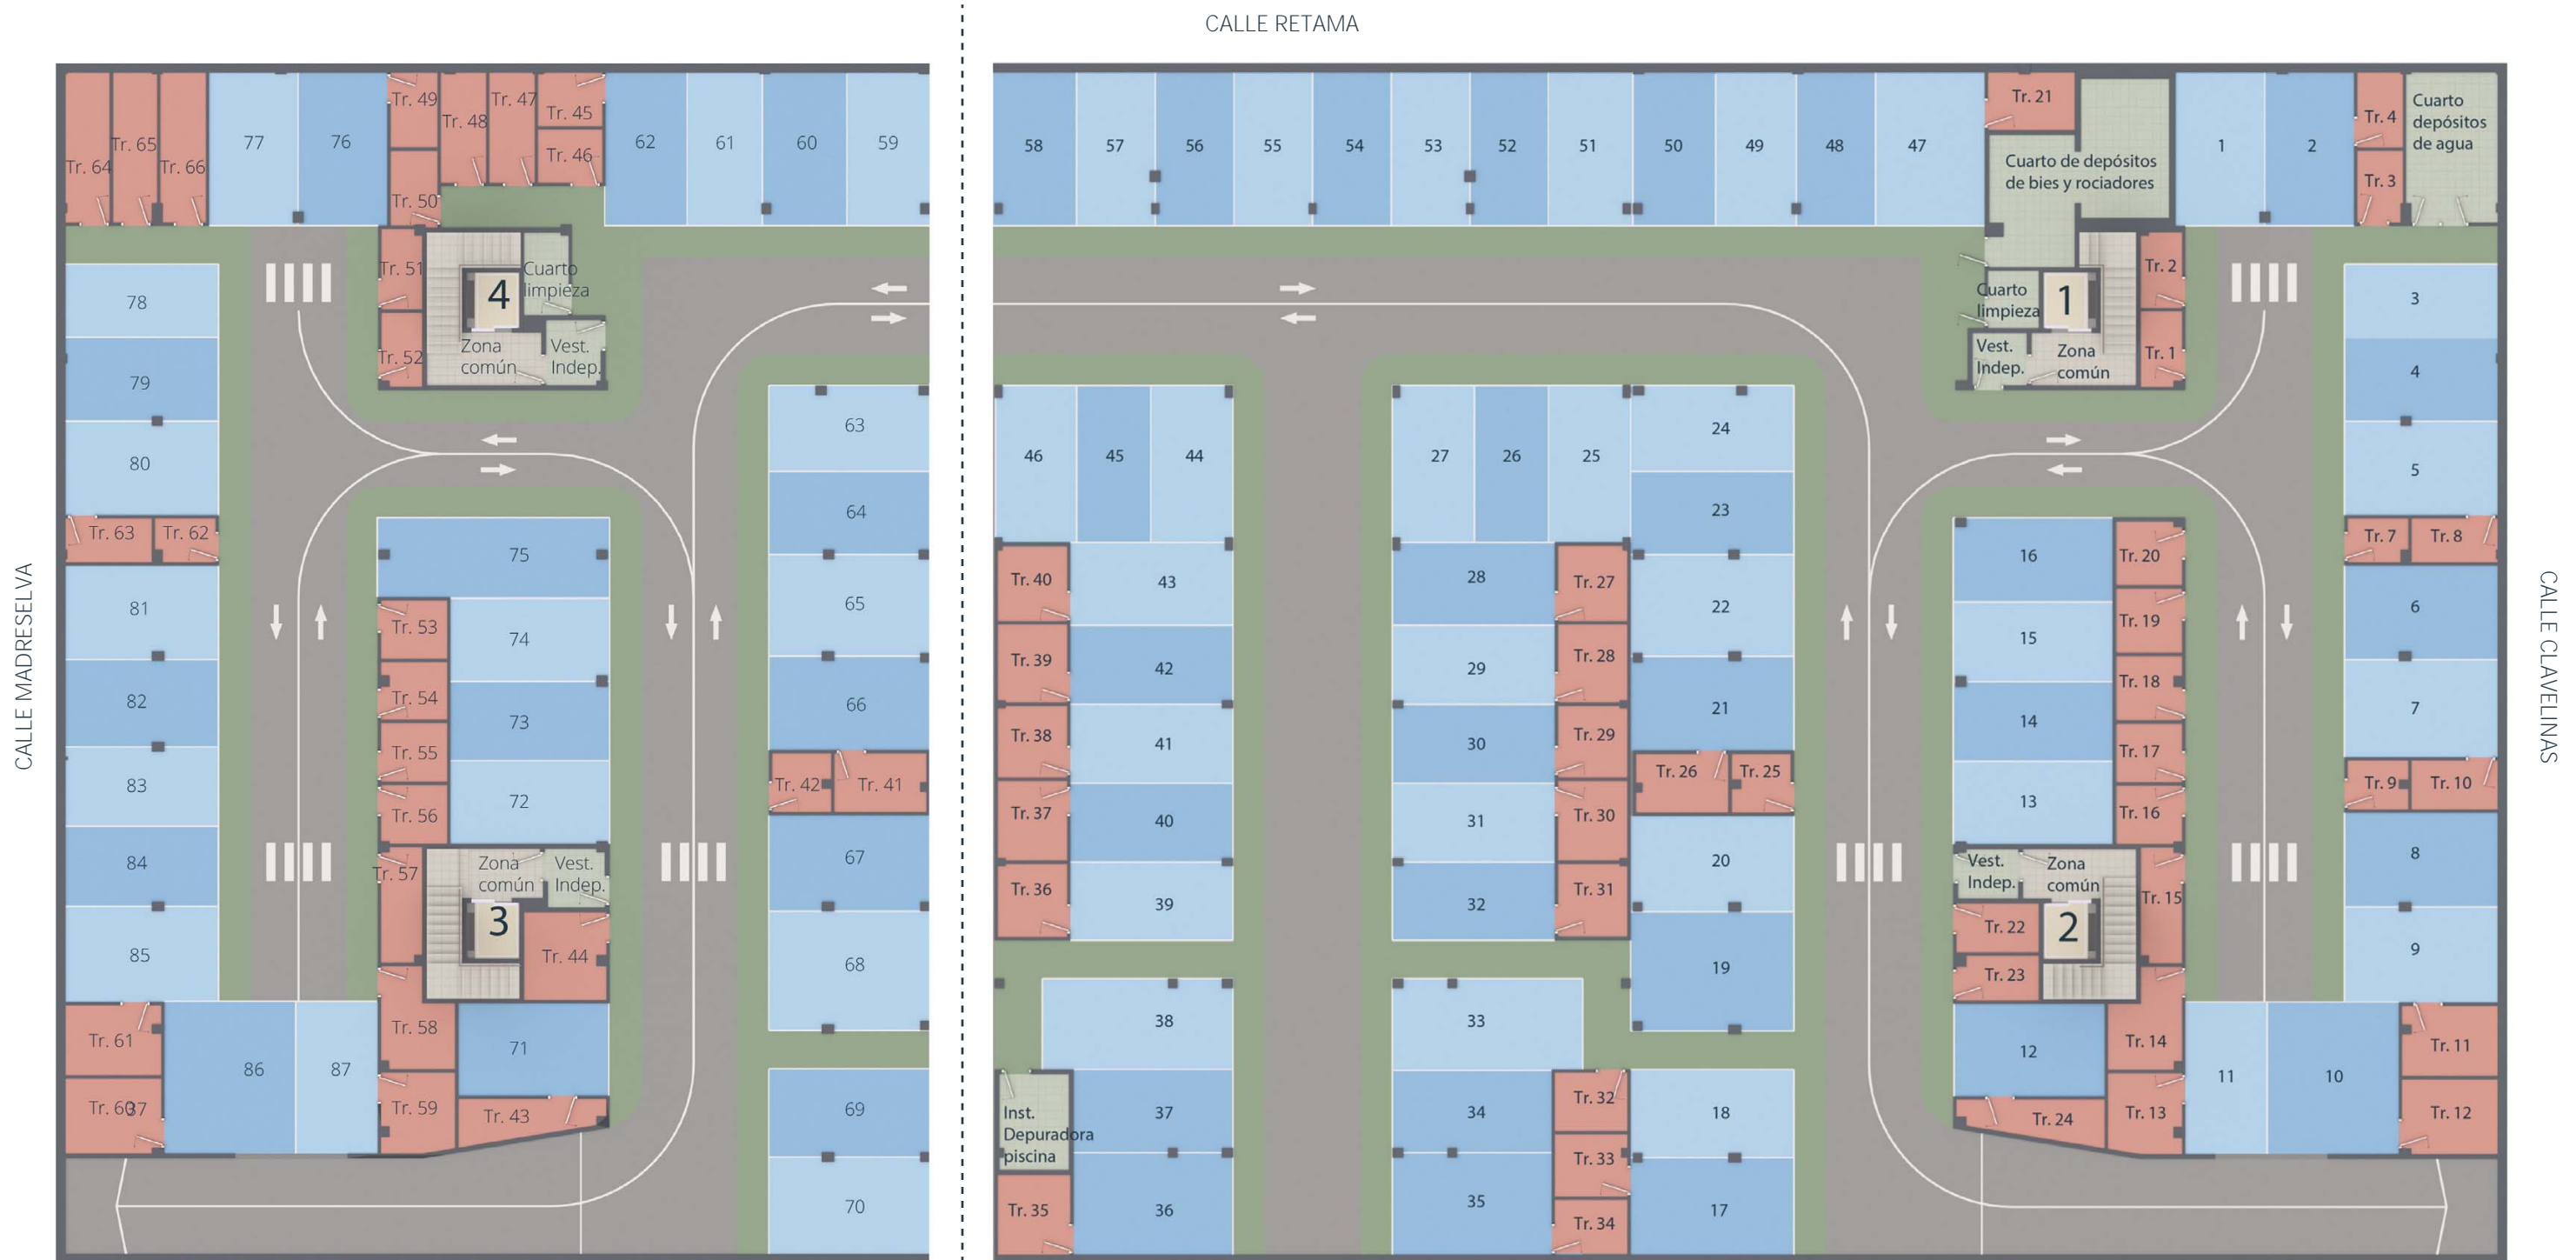 CALLE RETAMA
CALLE MADRESELVA
CALLE CLAVELINAS
Tr. 64
Tr. 65
Tr. 66
77
76
Tr. 49
Tr. 50
Tr. 48
Tr. 47
Tr. 45
Tr. 46
62
61
60
59
78
79
80
Tr. 63
Tr. 62
81
82
83
84
85
Tr. 61
Tr. 60
37
86
87
Tr. 51
Tr. 52
4
Cuarto
limpieza
Zona
común
Vest.
Indep.
75
Tr. 53
74
Tr. 54
73
Tr. 55
72
Tr. 56
Tr. 57
Zona
común
Vest.
Indep.
3
Tr. 44
Tr. 58
71
Tr. 59
Tr. 43
63
64
65
66
Tr. 42
Tr. 41
67
68
69
70
58
57
56
55
54
53
52
51
50
49
48
47
Tr. 21
Cuarto de depósitos
de bies y rociadores
1
2
Tr. 4
Tr. 3
Cuarto
depósitos
de agua
46
45
44
Tr. 40
43
Tr. 39
42
Tr. 38
41
Tr. 37
40
Tr. 36
39
38
Inst.
Depuradora
piscina
37
Tr. 35
36
27
26
25
24
23
28
Tr. 27
22
29
Tr. 28
21
30
Tr. 29
Tr. 26
Tr. 25
31
Tr. 30
20
32
Tr. 31
19
33
34
Tr. 32
18
Tr. 33
35
Tr. 34
17
Cuarto
limpieza
1
Tr. 2
Vest.
Indep.
Zona
común
Tr. 1
16
Tr. 20
15
Tr. 19
Tr. 18
14
Tr. 17
13
Tr. 16
Vest.
Indep.
Zona
común
Tr. 15
Tr. 22
2
Tr. 23
12
Tr. 14
Tr. 24
Tr. 13
11
10
3
4
5
Tr. 7
Tr. 8
6
7
Tr. 9
Tr. 10
8
9
Tr. 11
Tr. 12